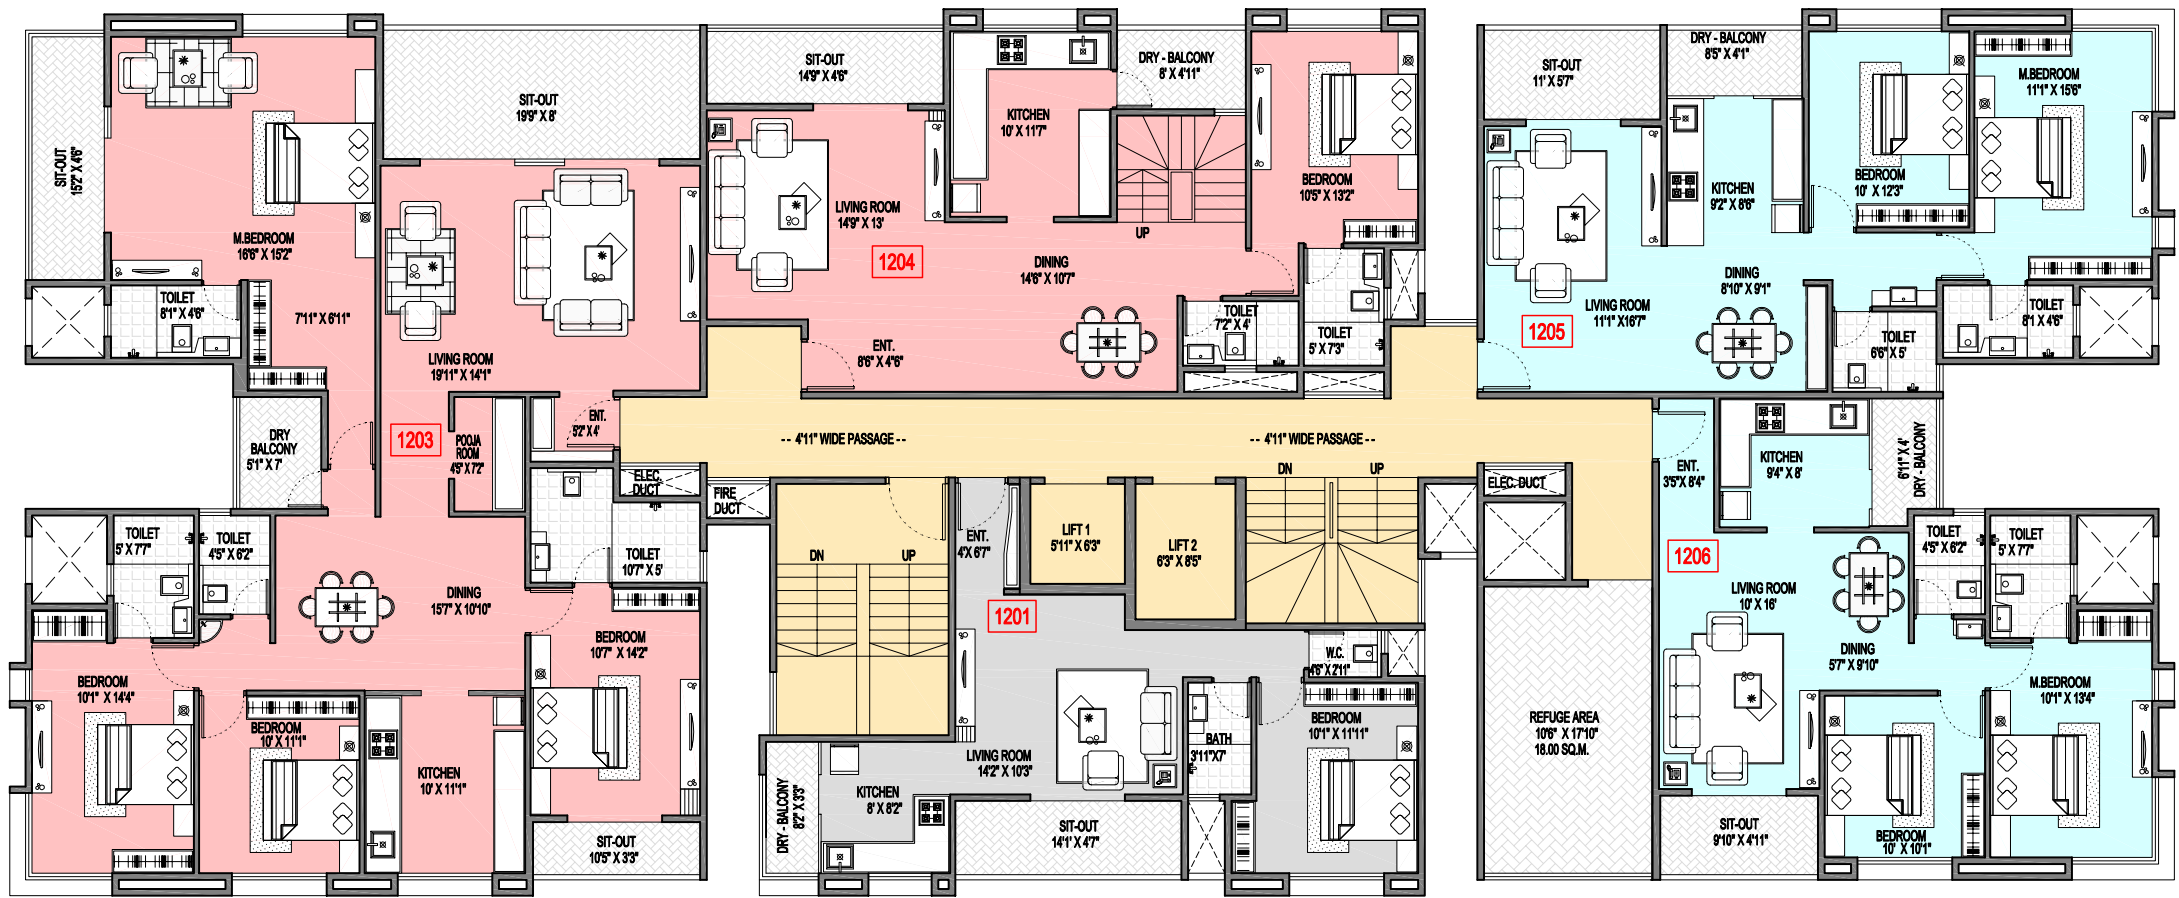 SIT-OUT
15'2" X 4'6"
M.BEDROOM
16'6" X 15'2"
TOILET
8'1" X 4'6"
7'11" X 6'11"
SIT-OUT
19'9" X 8'
LIVING ROOM
19'11" X 14'1"
1203
DRY
BALCONY
5'1" X 7'
POOJA
ROOM
4'5" X 7'2"
ENT.
5'2" X 4'
ELEC.
DUCT
FIRE
DUCT
TOILET
10'7" X 5'
TOILET
5' X 7'7"
TOILET
4'5" X 6'2"
DINING
15'7" X 10'10"
BEDROOM
10'7" X 14'2"
BEDROOM
10'1" X 14'4"
BEDROOM
10' X 11'1"
KITCHEN
10' X 11'1"
SIT-OUT
10'5" X 3'3"
SIT-OUT
14'9" X 4'6"
KITCHEN
10' X 11'7"
DRY - BALCONY
8' X 4'11"
BEDROOM
10'5" X 13'2"
LIVING ROOM
14'9" X 13'
1204
DINING
14'6" X 10'7"
UP
TOILET
7'2" X 4'
TOILET
5' X 7'3"
ENT.
8'6" X 4'6"
-- 4'11" WIDE PASSAGE --
-- 4'11" WIDE PASSAGE --
DN
UP
DN
UP
LIFT 1
5'11" X 6'3"
LIFT 2
6'3" X 8'5"
ENT.
4' X 6'7"
1201
LIVING ROOM
14'2" X 10'3"
KITCHEN
8' X 8'2"
DRY - BALCONY
8'2" X 3'3"
SIT-OUT
14'1" X 4'7"
W.C.
4'6" X 2'11"
BATH
3'11"X7"
BEDROOM
10'1" X 11'11"
SIT-OUT
11' X 5'7"
DRY - BALCONY
8'5" X 4'1"
KITCHEN
9'2" X 8'6"
BEDROOM
10' X 12'3"
M.BEDROOM
11'1" X 15'6"
DINING
8'10" X 9'1"
LIVING ROOM
11'1" X16'7"
1205
TOILET
6'6" X 5'
TOILET
8'1 X 4'6"
ELEC. DUCT
ENT.
3'5"X 8'4"
KITCHEN
9'4" X 8'
6'11" X 4'
DRY - BALCONY
1206
LIVING ROOM
10' X 16'
TOILET
4'5" X 6'2"
TOILET
5' X 7'7"
DINING
5'7" X 9'10"
M.BEDROOM
10'1" X 13'4"
BEDROOM
10' X 10'1"
SIT-OUT
9'10" X 4'11"
REFUGE AREA
10'6" X 17'10"
18.00 SQ.M.